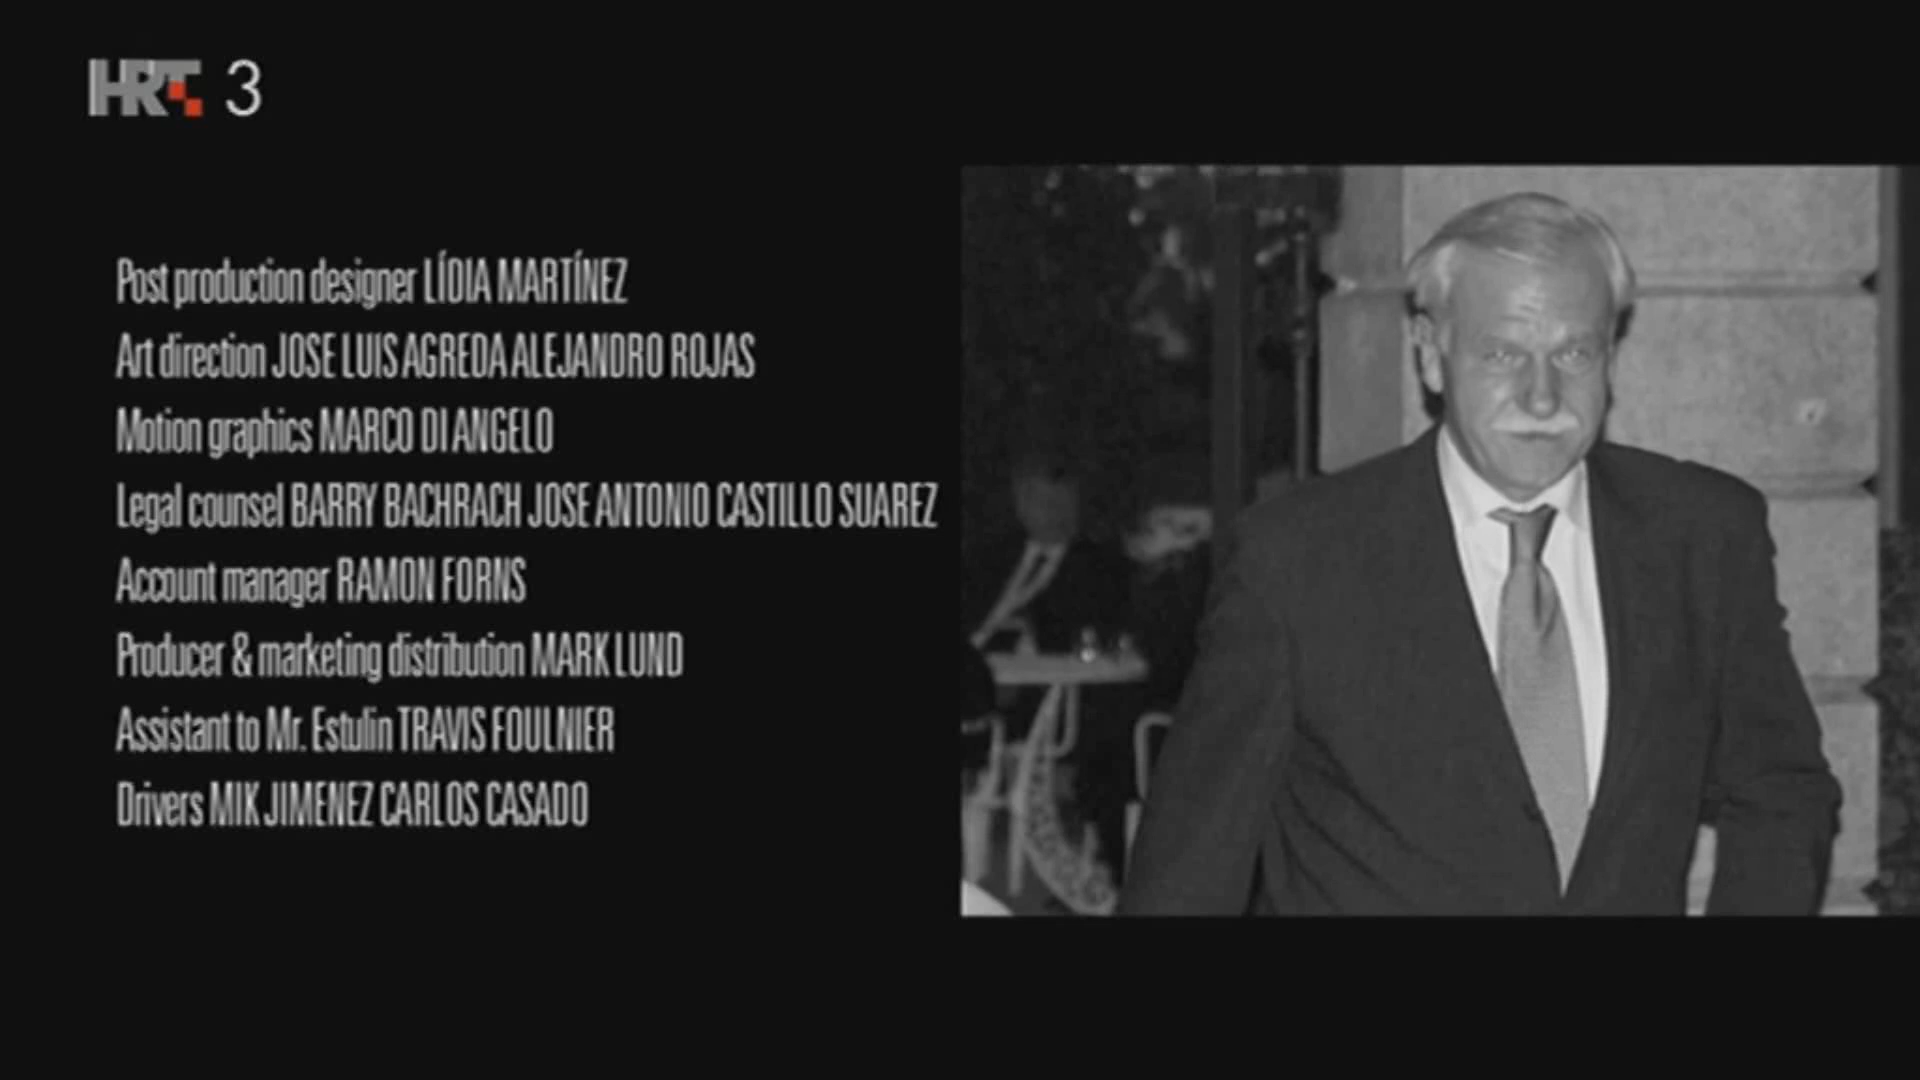 HRT 3
Post production designer LÍDIA MARTÍNEZ
Art direction JOSE LUIS AGREDA ALEJANDRO ROJAS
Motion graphics MARCO DI ANGELO
Legal counsel BARRY BACHRACH JOSE ANTONIO CASTILLO SUAREZ
Account manager RAMON FORNS
Producer & marketing distribution MARK LUND
Assistant to Mr. Estulin TRAVIS FOULNIER
Drivers MIK JIMENEZ CARLOS CASADO